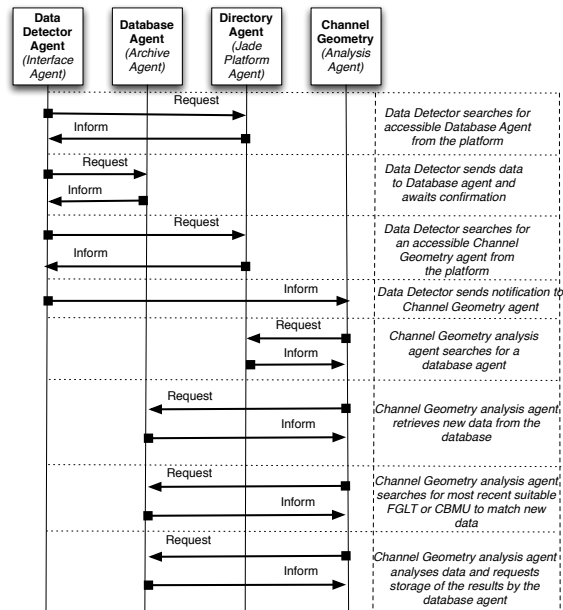 Data
Detector
Agent
(Interface
Agent)
Database
Agent
(Archive
Agent)
Directory
Agent
(Jade
Platform
Agent)
Channel
Geometry
(Analysis
Agent)
Request
Inform
Data Detector searches for
accessible Database Agent
from the platform
Request
Inform
Data Detector sends data
to Database agent and
awaits confirmation
Request
Inform
Data Detector searches for
an accessible Channel
Geometry agent from
the platform
Inform
Data Detector sends notification to
Channel Geometry agent
Request
Inform
Channel Geometry analysis
agent searches for a
database agent
Request
Inform
Channel Geometry analysis agent
retrieves new data from the
database
Request
Inform
Channel Geometry analysis agent
searches for most recent suitable
FGLT or CBMU to match new
data
Request
Inform
Channel Geometry analysis agent
analyses data and requests
storage of the results by the
database agent